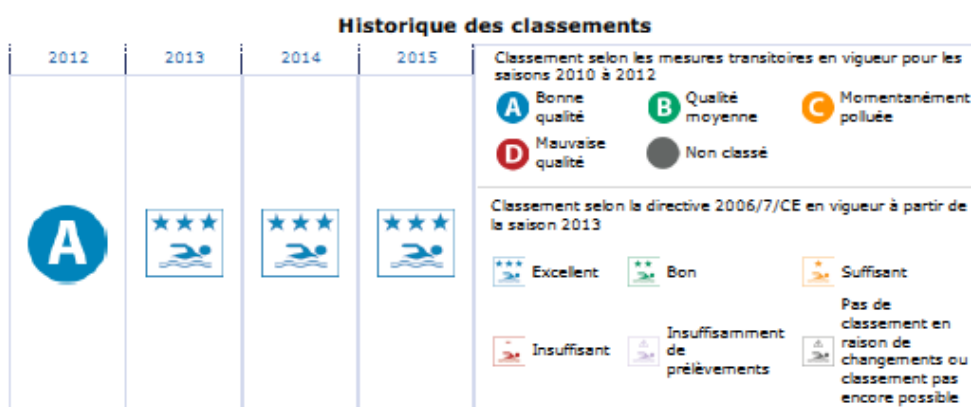 Historique des classements
2012 2013 2014 2015
A
Classement selon les mesures transitoires en vigueur pour les
saisons 2010 à 2012
A Bonne
qualité
B Qualité
moyenne
C Momentanément
polluée
D Mauvaise
qualité
Non classé
Classement selon la directive 2006/7/CE en vigueur à partir de
la saison 2013
Excellent
Bon
Suffisant
Insuffisant
Insuffisamment
de
prélèvements
Pas de
classement en
raison de
changements ou
classement pas
encore possible